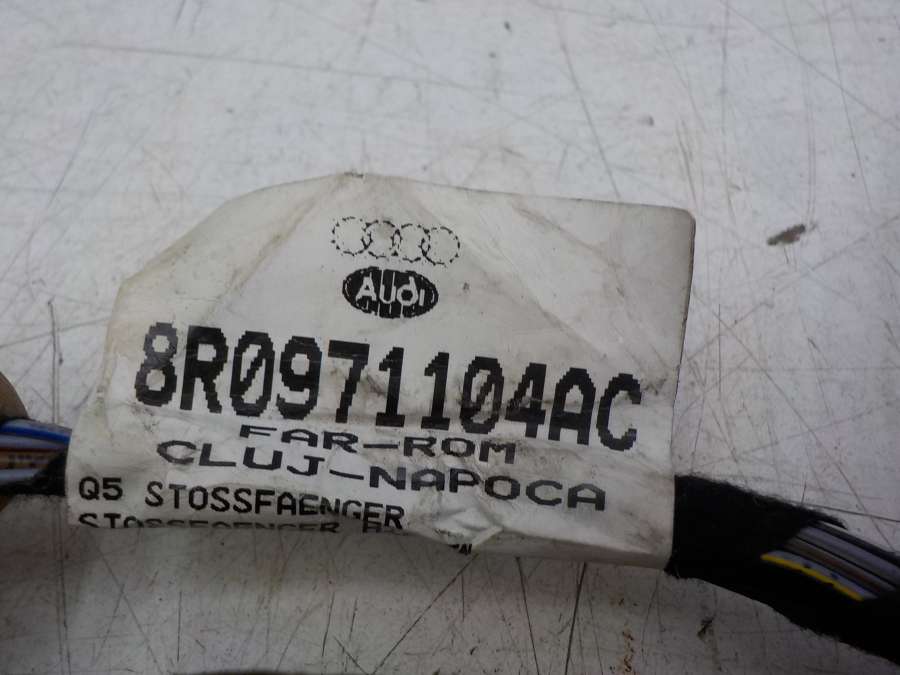 Audi
8R0971104AC
FAR-ROM
CLUJ-NAPOCA
Q5 STOSSFAENGER
STOSSFAENGER